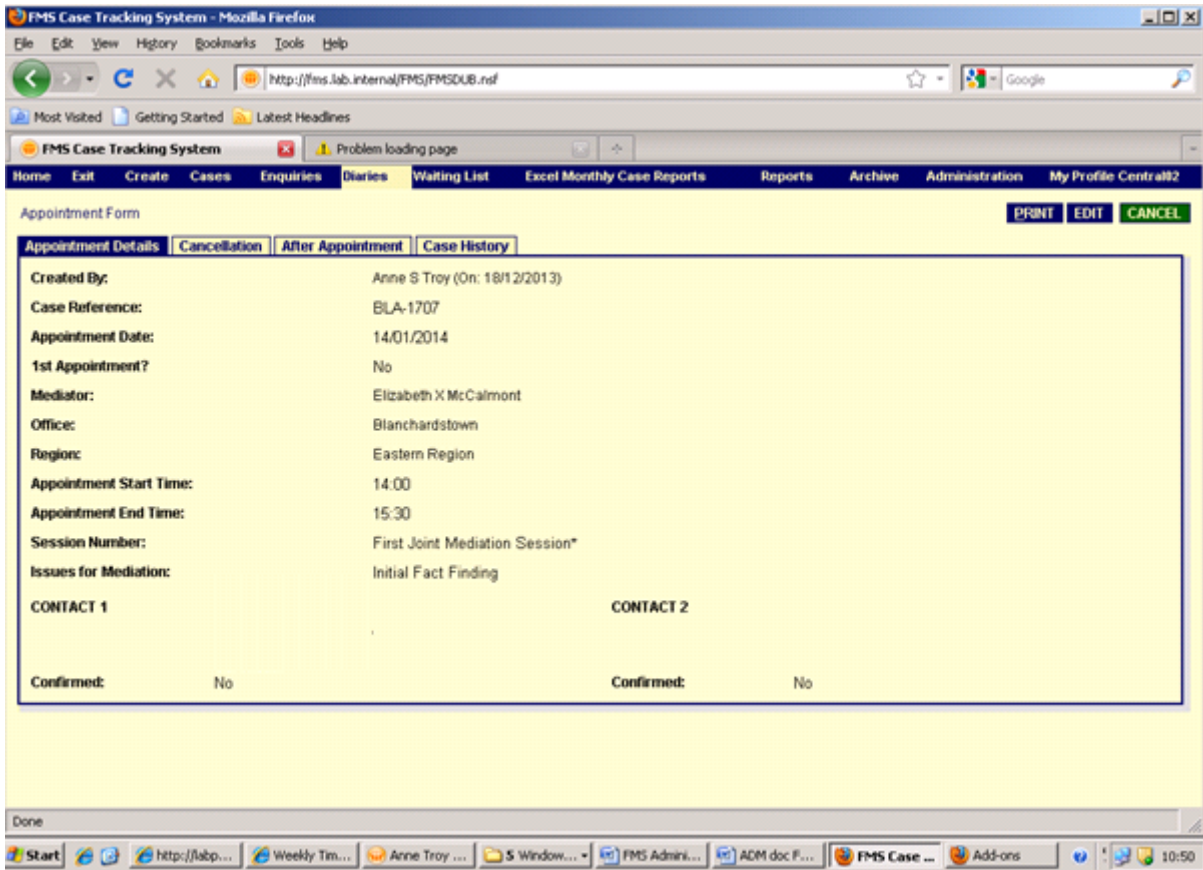 FMS Case Tracking System - Mozilla Firefox
File Edit View History Bookmarks Tools Help
http://fms.lab.internal/FMS/FMSDUB.nsf Google
Most Visited Getting Started Latest Headlines
FMS Case Tracking System Problem loading page
Home Exit Create Cases Enquiries Diaries Waiting List Excel Monthly Case Reports Reports Archive Administration My Profile Central02
Appointment Form PRINT EDIT CANCEL
Appointment Details Cancellation After Appointment Case History
Created By: Anne S Troy (On: 18/12/2013)
Case Reference: BLA-1707
Appointment Date: 14/01/2014
1st Appointment? No
Mediator: Elizabeth X McCalmont
Office: Blanchardstown
Region: Eastern Region
Appointment Start Time: 14:00
Appointment End Time: 15:30
Session Number: First Joint Mediation Session*
Issues for Mediation: Initial Fact Finding
CONTACT 1 CONTACT 2
,
Confirmed: No Confirmed: No
Done
Start http://labp... Weekly Tim... Anne Troy ... 5 Window... FMS Admini... ADM doc F... FMS Case ... Add-ons 10:50